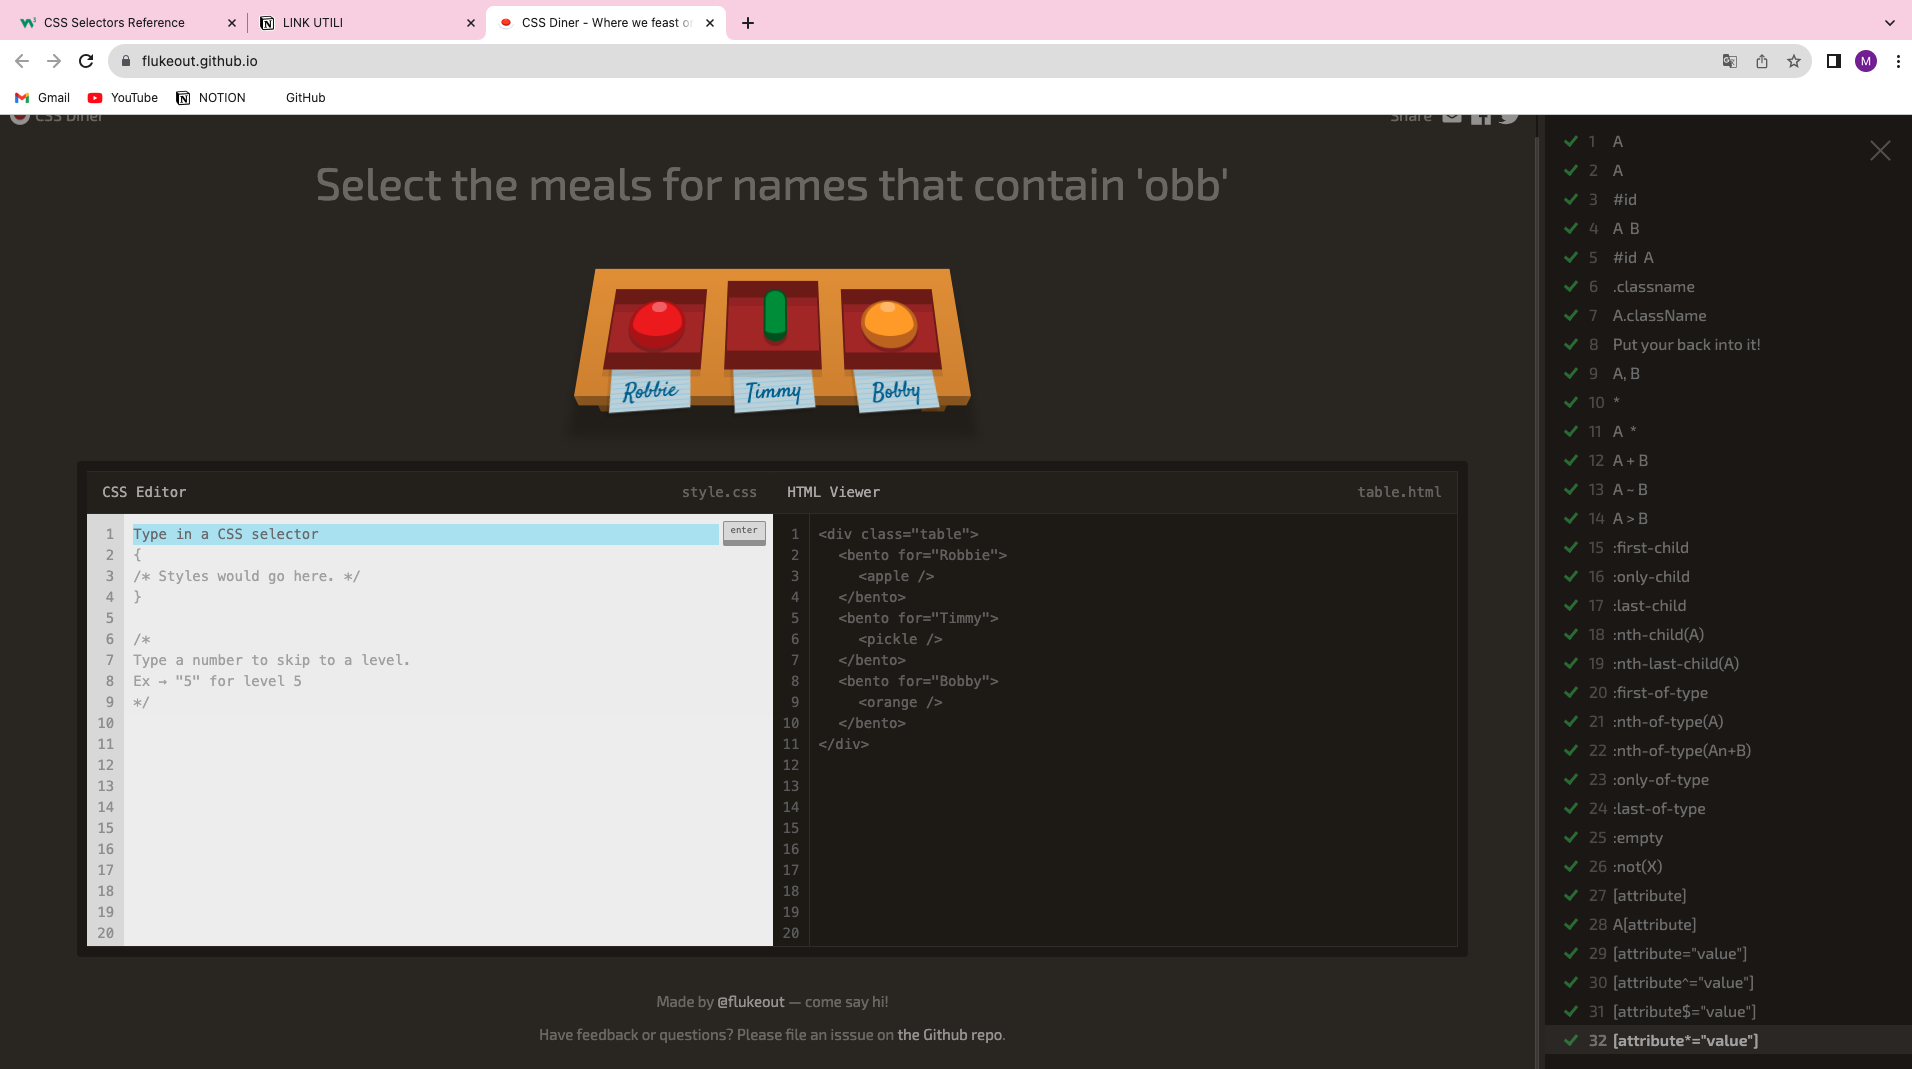 CSS Selectors Reference
LINK UTILI
CSS Diner - Where we feast o
flukeout.github.io
M
Gmail
YouTube
NOTION
GitHub
CSS Diner
Share
Select the meals for names that contain 'obb'
Robbie
Timmy
Bobby
CSS Editor
style.css
enter
1 Type in a CSS selector
2 {
3 /* Styles would go here. */
4 }
5
6 /*
7 Type a number to skip to a level.
8 Ex → "5" for level 5
9 */
10
11
12
13
14
15
16
17
18
19
20
HTML Viewer
table.html
1 <div class="table">
2 <bento for="Robbie">
3 <apple />
4 </bento>
5 <bento for="Timmy">
6 <pickle />
7 </bento>
8 <bento for="Bobby">
9 <orange />
10 </bento>
11 </div>
12
13
14
15
16
17
18
19
20
Made by @flukeout — come say hi!
Have feedback or questions? Please file an isssue on the Github repo.
1 A
2 A
3 #id
4 A B
5 #id A
6 .classname
7 A.className
8 Put your back into it!
9 A, B
10 *
11 A *
12 A + B
13 A ~ B
14 A > B
15 :first-child
16 :only-child
17 :last-child
18 :nth-child(A)
19 :nth-last-child(A)
20 :first-of-type
21 :nth-of-type(A)
22 :nth-of-type(An+B)
23 :only-of-type
24 :last-of-type
25 :empty
26 :not(X)
27 [attribute]
28 A[attribute]
29 [attribute="value"]
30 [attribute^="value"]
31 [attribute$="value"]
32 [attribute*="value"]